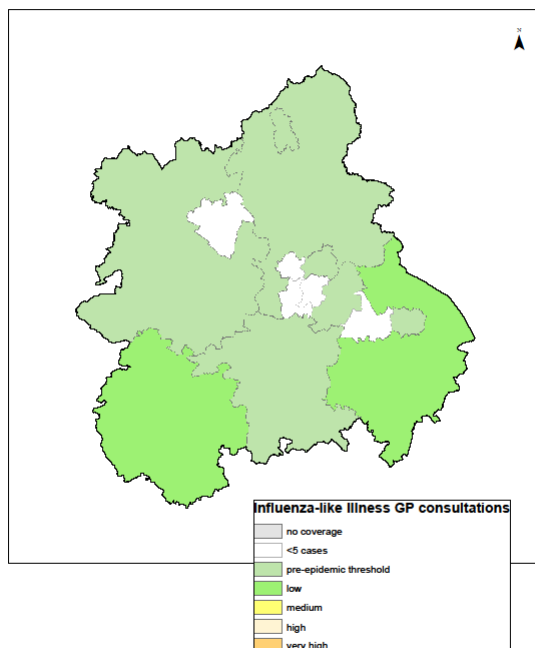 N
Influenza-like Illness GP consultations
no coverage
<5 cases
pre-epidemic threshold
low
medium
high
very high